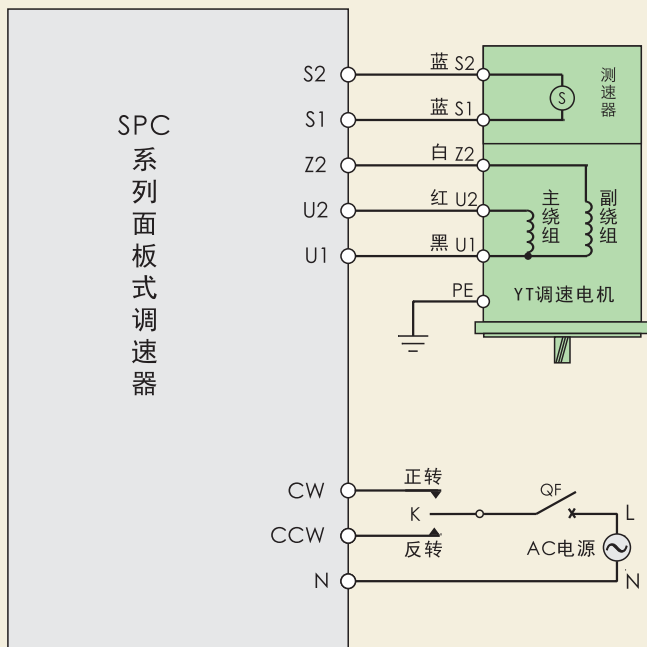 SPC
系列面板式调速器
S2
蓝 S2
S1
蓝 S1
Z2
白 Z2
U2
红 U2
U1
黑 U1
PE
S
测速器
主绕组
副绕组
YT调速电机
CW
正转
K
QF
L
CCW
反转
AC电源
N
N